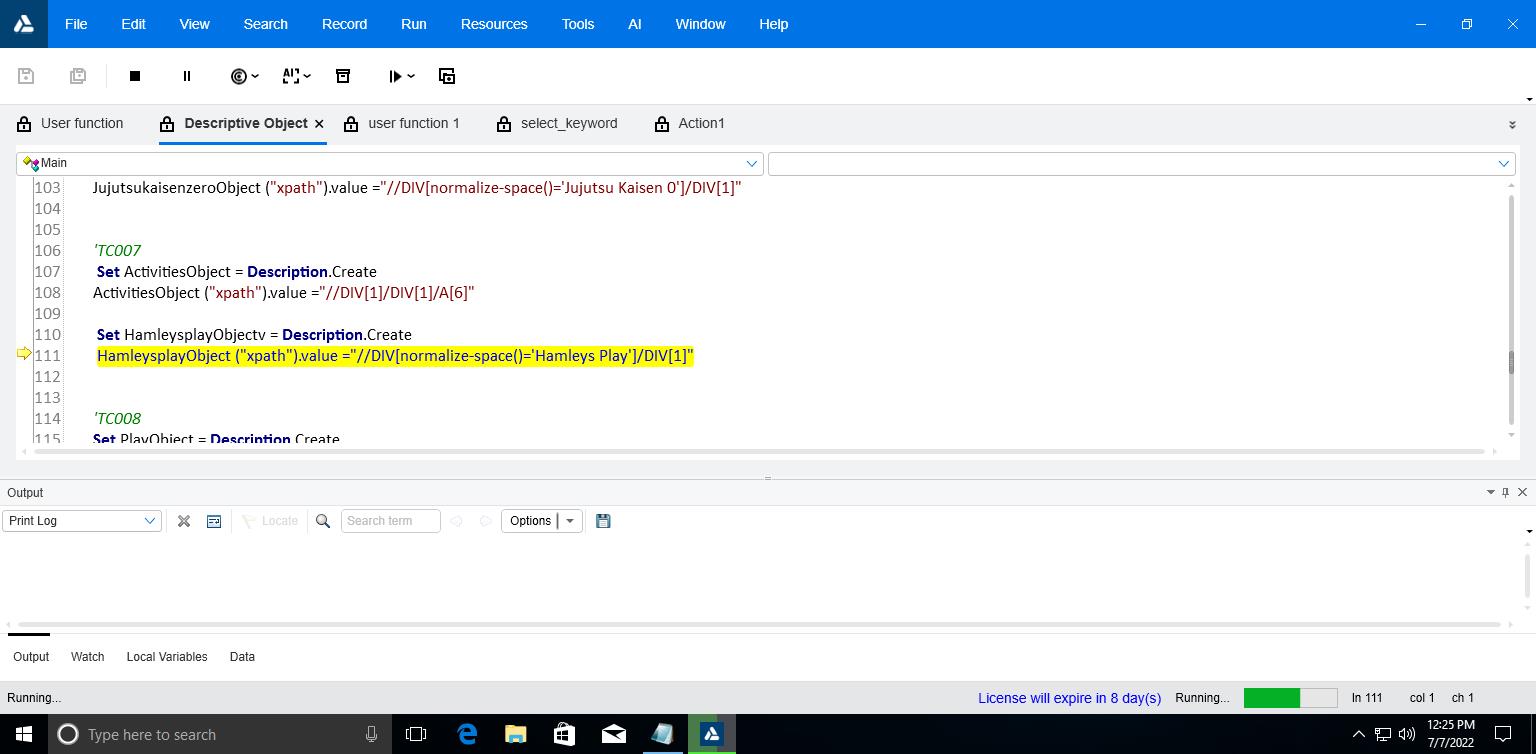 File Edit View Search Record Run Resources Tools AI Window Help
User function Descriptive Object user function 1 select_keyword Action1
Main
103 JujutsukaisenzeroObject ("xpath").value ="//DIV[normalize-space()='Jujutsu Kaisen 0']/DIV[1]"
104
105
106 'TC007
107 Set ActivitiesObject = Description.Create
108 ActivitiesObject ("xpath").value ="//DIV[1]/DIV[1]/A[6]"
109
110 Set HamleysplayObjectv = Description.Create
111 HamleysplayObject ("xpath").value ="//DIV[normalize-space()='Hamleys Play']/DIV[1]"
112
113
114 'TC008
115 Set PlayObject = Description.Create
Output
Print Log Locate Search term Options
Output Watch Local Variables Data
Running... License will expire in 8 day(s) Running... ln 111 col 1 ch 1
Type here to search 12:25 PM
7/7/2022